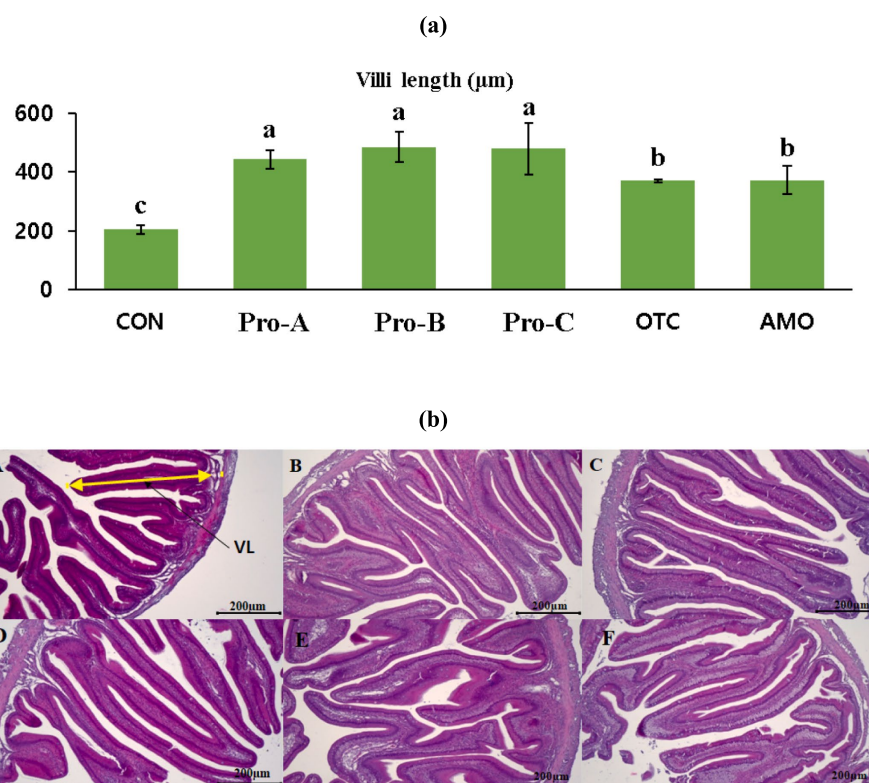 (a)
Villi length (μm)
600
400
200
0
c
a
a
a
b
b
CON
Pro-A
Pro-B
Pro-C
OTC
AMO
(b)
B
C
VL
200μm
200μm
200μm
E
F
200μm
200μm
200μm